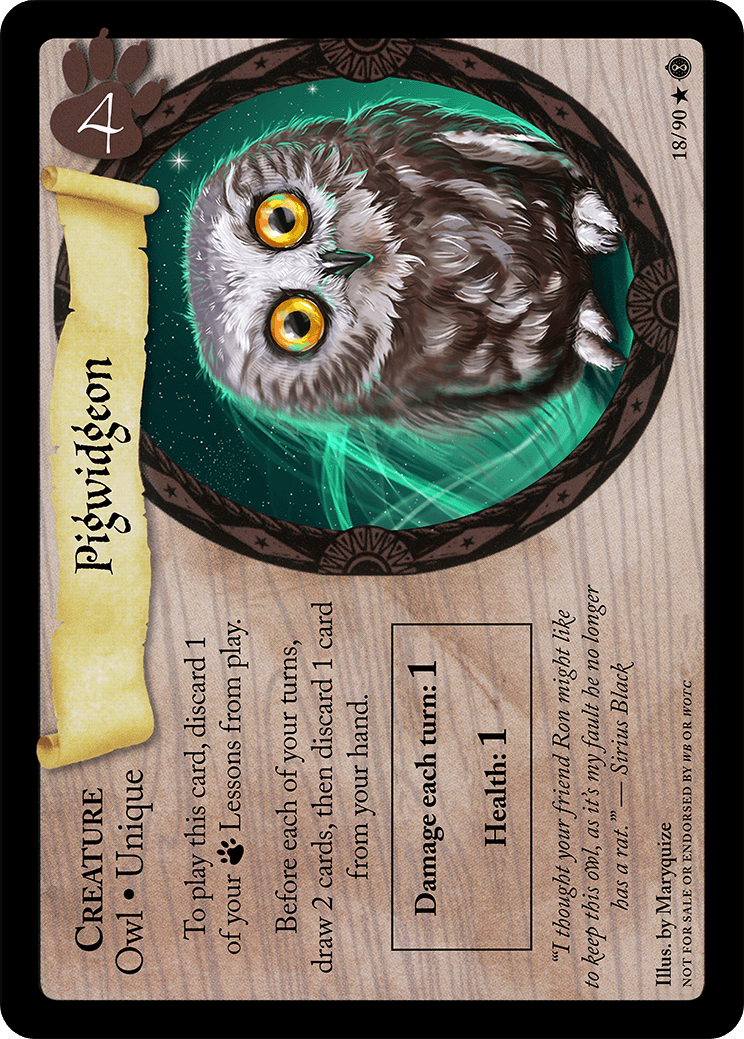 4
Pigwidgeon
CREATURE
Owl • Unique
To play this card, discard 1
of your Lessons from play.
Before each of your turns,
draw 2 cards, then discard 1 card
from your hand.
Damage each turn: 1
Health: 1
“‘I thought your friend Ron might like
to keep this owl, as it’s my fault he no longer
has a rat.’” — Sirius Black
Illus. by Maryquize
NOT FOR SALE OR ENDORSED BY WB OR WOTC
18/90 ★